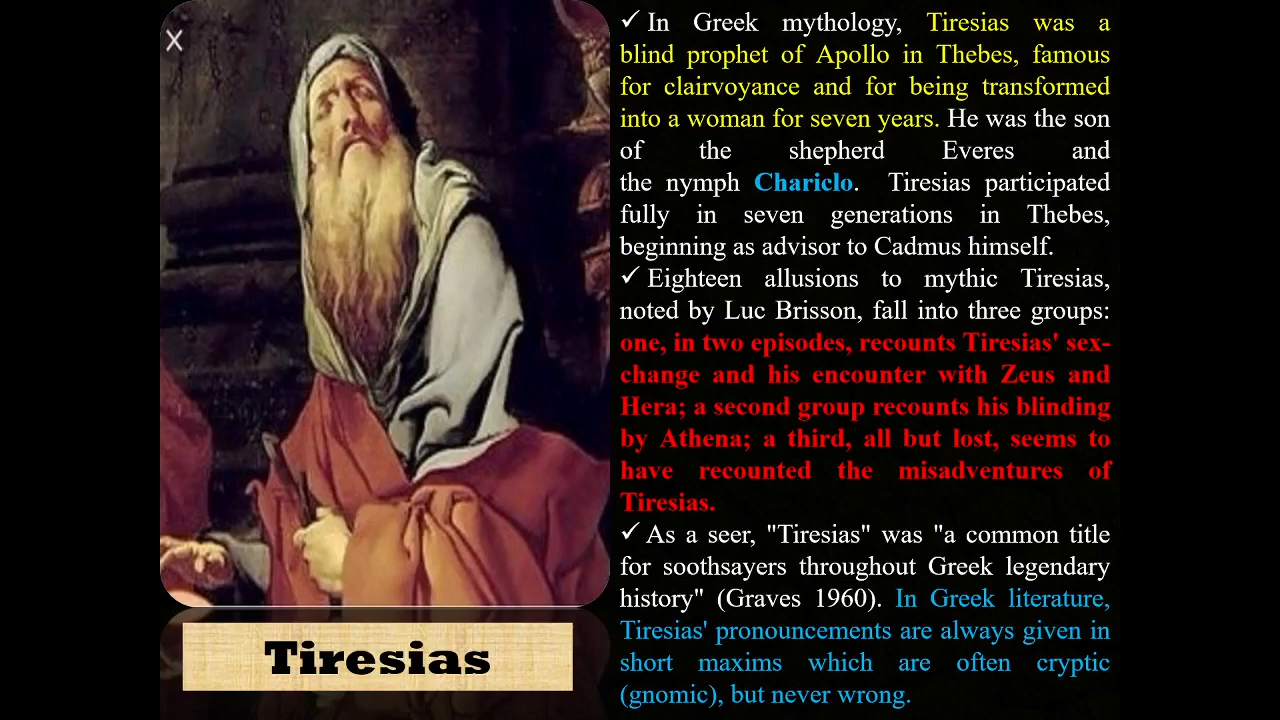 ✓ In Greek mythology, Tiresias was a
blind prophet of Apollo in Thebes, famous
for clairvoyance and for being transformed
into a woman for seven years. He was the son
of the shepherd Everes and
the nymph Chariclo. Tiresias participated
fully in seven generations in Thebes,
beginning as advisor to Cadmus himself.
✓ Eighteen allusions to mythic Tiresias,
noted by Luc Brisson, fall into three groups:
one, in two episodes, recounts Tiresias' sex-
change and his encounter with Zeus and
Hera; a second group recounts his blinding
by Athena; a third, all but lost, seems to
have recounted the misadventures of
Tiresias.
✓ As a seer, "Tiresias" was "a common title
for soothsayers throughout Greek legendary
history" (Graves 1960). In Greek literature,
Tiresias' pronouncements are always given in
short maxims which are often cryptic
(gnomic), but never wrong.
Tiresias